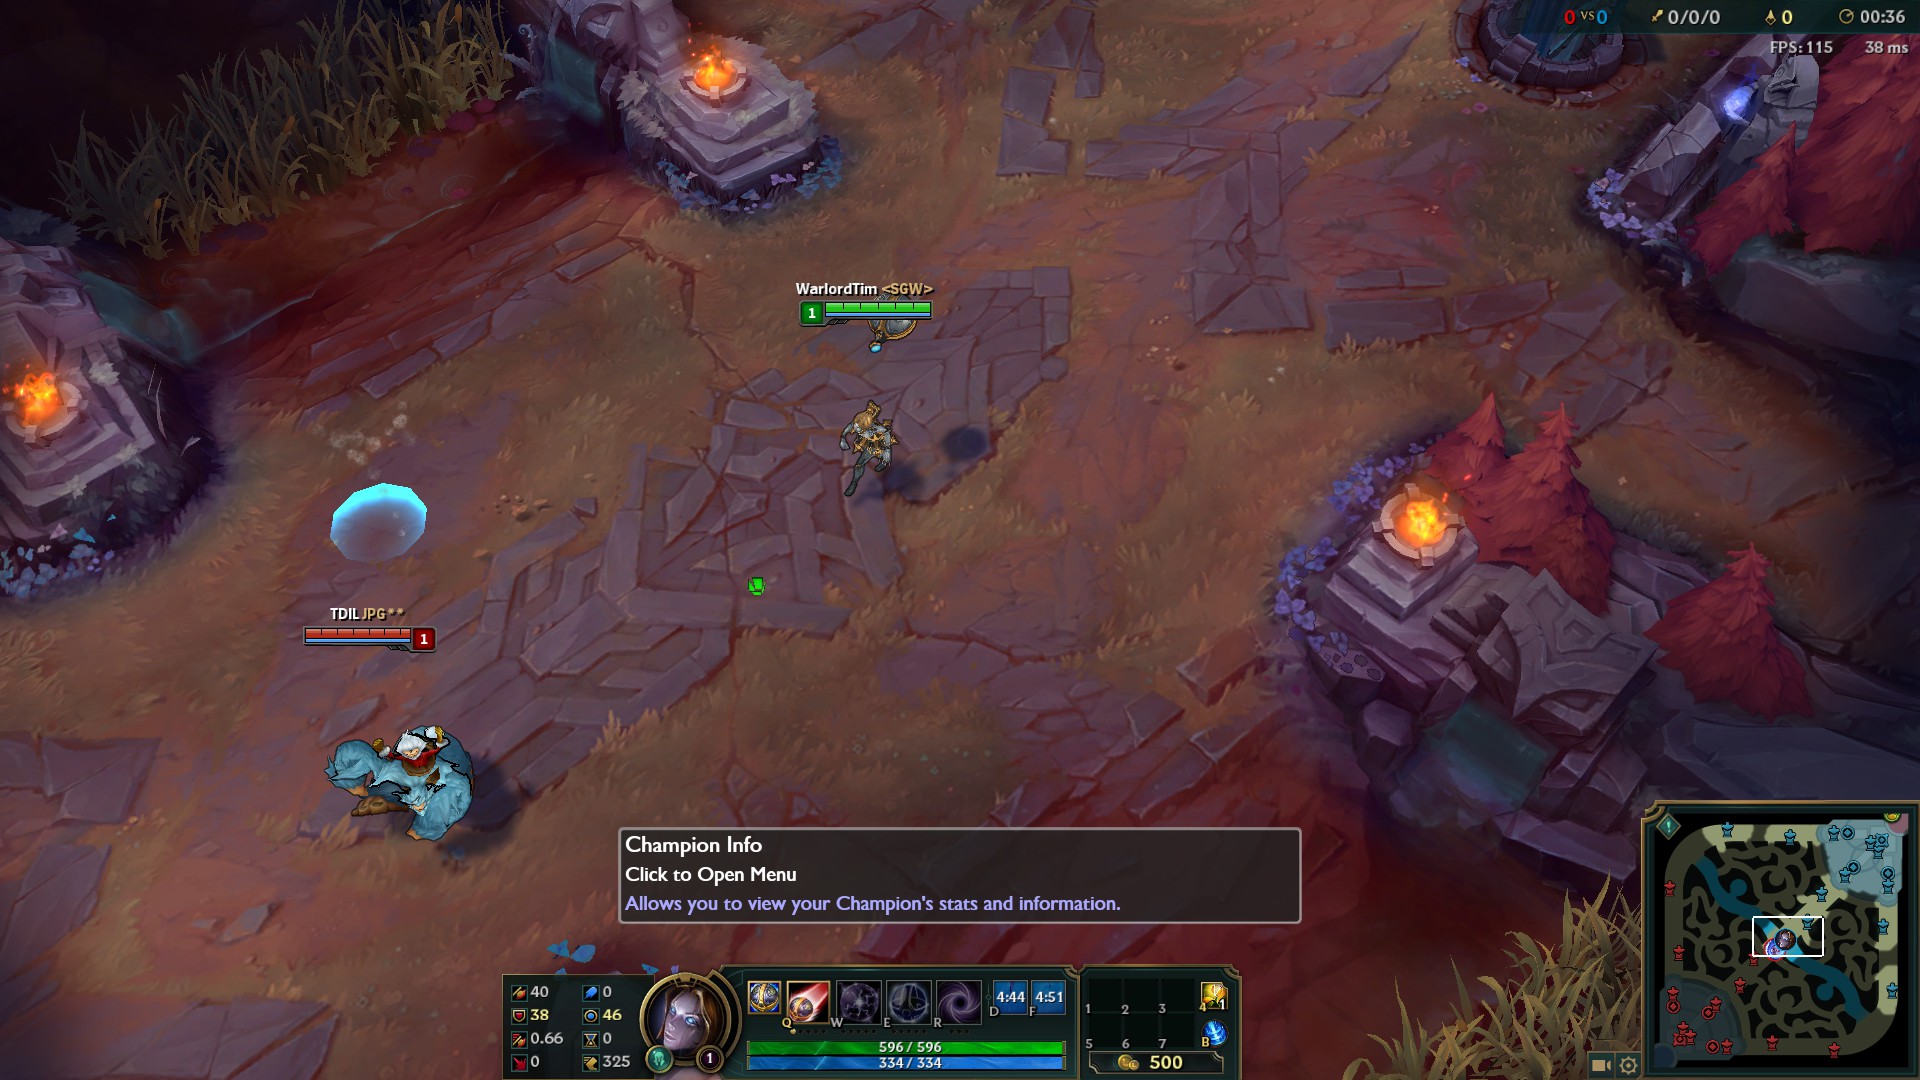 0 VS 0 0/0/0 0 00:36
FPS: 115 38 ms
WarlordTim <SGW>
1
TDILJPG**
1
Champion Info
Click to Open Menu
Allows you to view your Champion's stats and information.
40 0
38 46
0.66 0
0 325
1
Q W E R
4:44 D 4:51 F
596 / 596
334 / 334
1 2 3 4 1
5 6 7 B
500